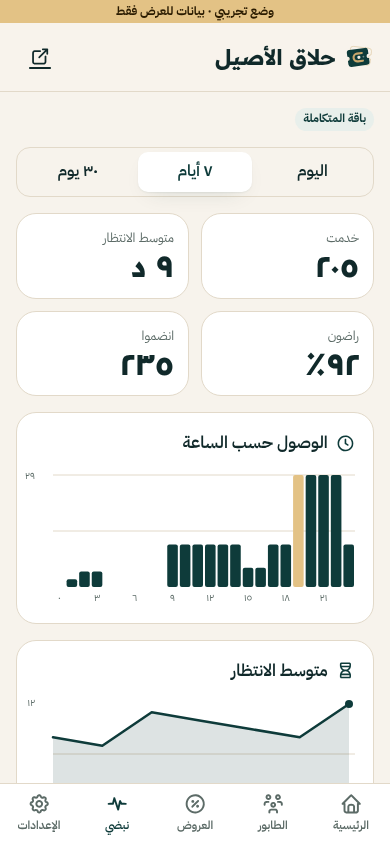 وضع تجريبي · بيانات للعرض فقط
حلاق الأصيل
باقة المتكاملة
اليوم
٧ أيام
٣٠ يوم
خدمت
٢٠٥
متوسط الانتظار
٩ د
راضون
٩٢٪
انضموا
٢٣٥
الوصول حسب الساعة
٢٩
٠ ٣ ٦ ٩ ١٢ ١٥ ١٨ ٢١
متوسط الانتظار
١٢
الرئيسية
الطابور
العروض
نبضي
الإعدادات